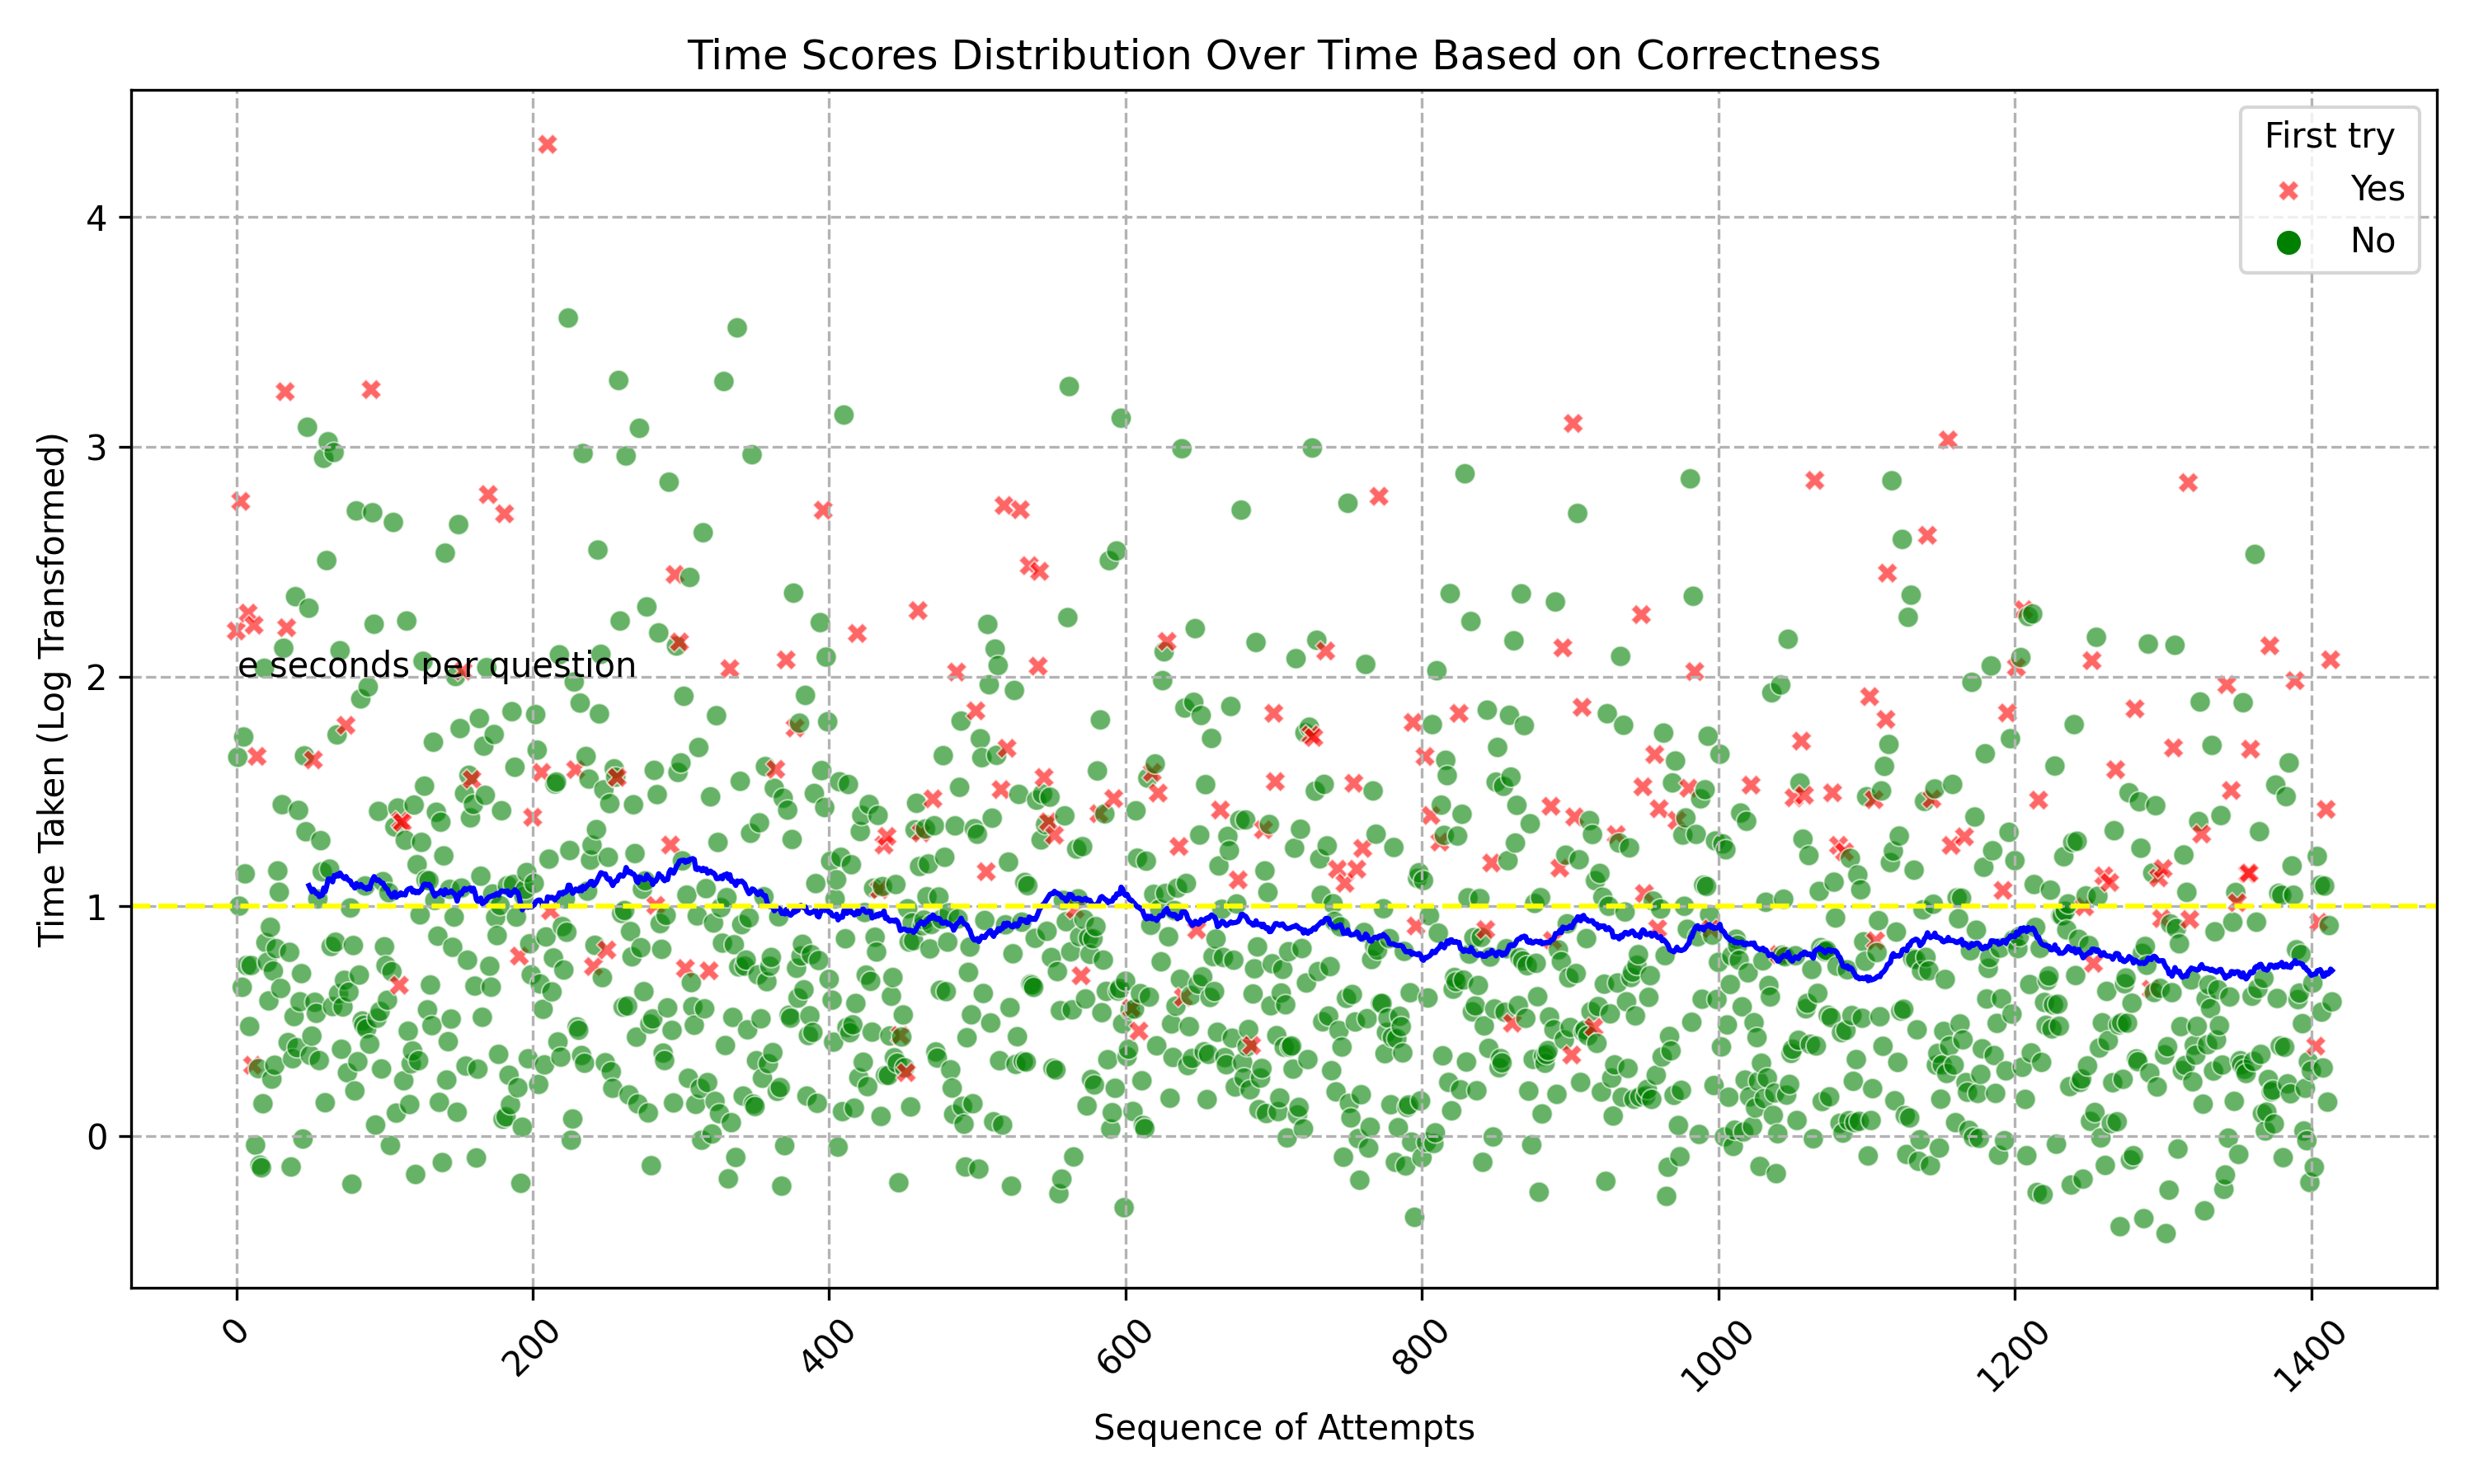 Time Scores Distribution Over Time Based on Correctness
First try
Yes
No
4
3
e seconds per question
2
1
0
Time Taken (Log Transformed)
0
200
400
600
800
1000
1200
1400
Sequence of Attempts